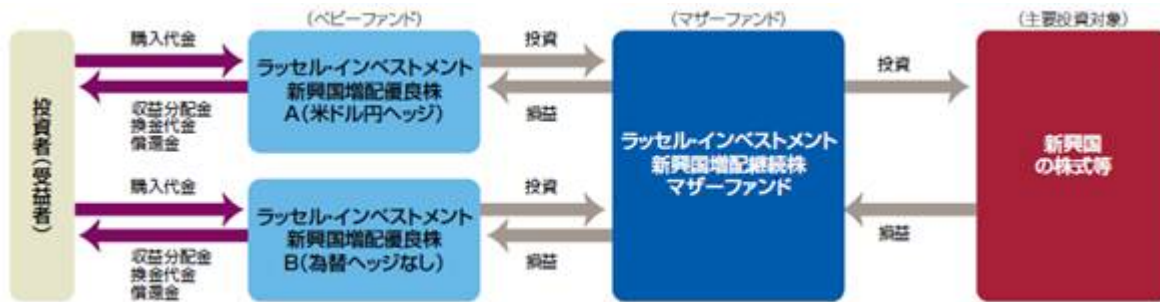 (ベビーファンド)
(マザーファンド)
(主要投資対象)
投資者(受益者)
購入代金
収益分配金
換金代金
償還金
ラッセル・インベストメント
新興国増配優良株
A(米ドル円ヘッジ)
投資
損益
購入代金
収益分配金
換金代金
償還金
ラッセル・インベストメント
新興国増配優良株
B(為替ヘッジなし)
投資
損益
ラッセル・インベストメント
新興国増配継続株
マザーファンド
投資
損益
新興国
の株式等